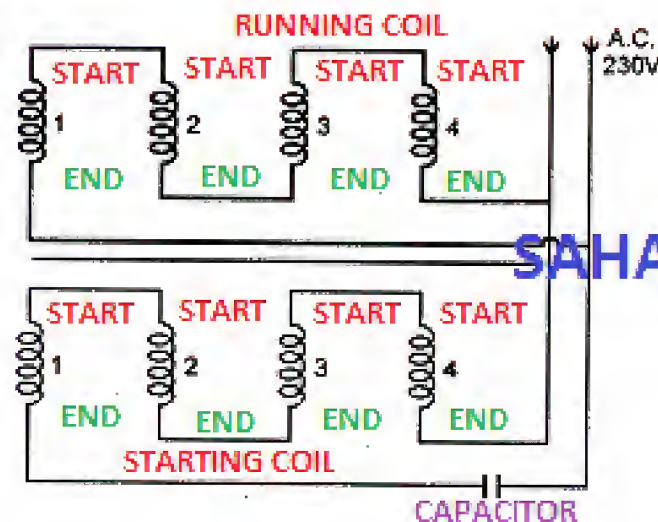 RUNNING COIL
A.C.
230V
START START START START
1 2 3 4
END END END END
SAHA
START START START START
1 2 3 4
END END END END
STARTING COIL
CAPACITOR